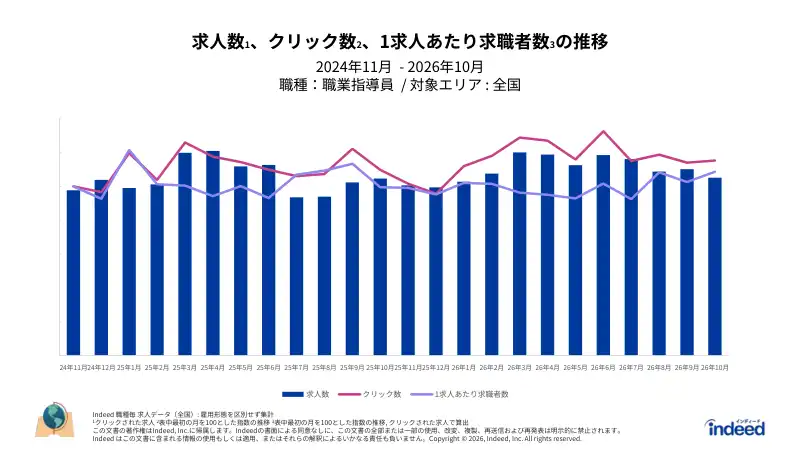 求人数1、クリック数2、1求人あたり求職者数3の推移
2024年11月 - 2026年10月
職種：職業指導員 / 対象エリア : 全国
24年11月 24年12月 25年1月 25年2月 25年3月 25年4月 25年5月 25年6月 25年7月 25年8月 25年9月 25年10月 25年11月 25年12月 26年1月 26年2月 26年3月 26年4月 26年5月 26年6月 26年7月 26年8月 26年9月 26年10月
求人数 クリック数 1求人あたり求職者数
Indeed 職種毎 求人データ（全国）: 雇用形態を区別せず集計
¹クリックされた求人 ²表中最初の月を100とした指数の推移 ³表中最初の月を100とした指数の推移, クリックされた求人で算出
この文書の著作権はIndeed, Inc.に帰属します。Indeedの書面による同意なしに、この文書の全部または一部の使用、改変、複製、再送信および再発表は明示的に禁止されます。
Indeed はこの文書に含まれる情報の使用もしくは適用、またはそれらの解釈によるいかなる責任も負いません。Copyright © 2026, Indeed, Inc. All rights reserved.
インディード
indeed